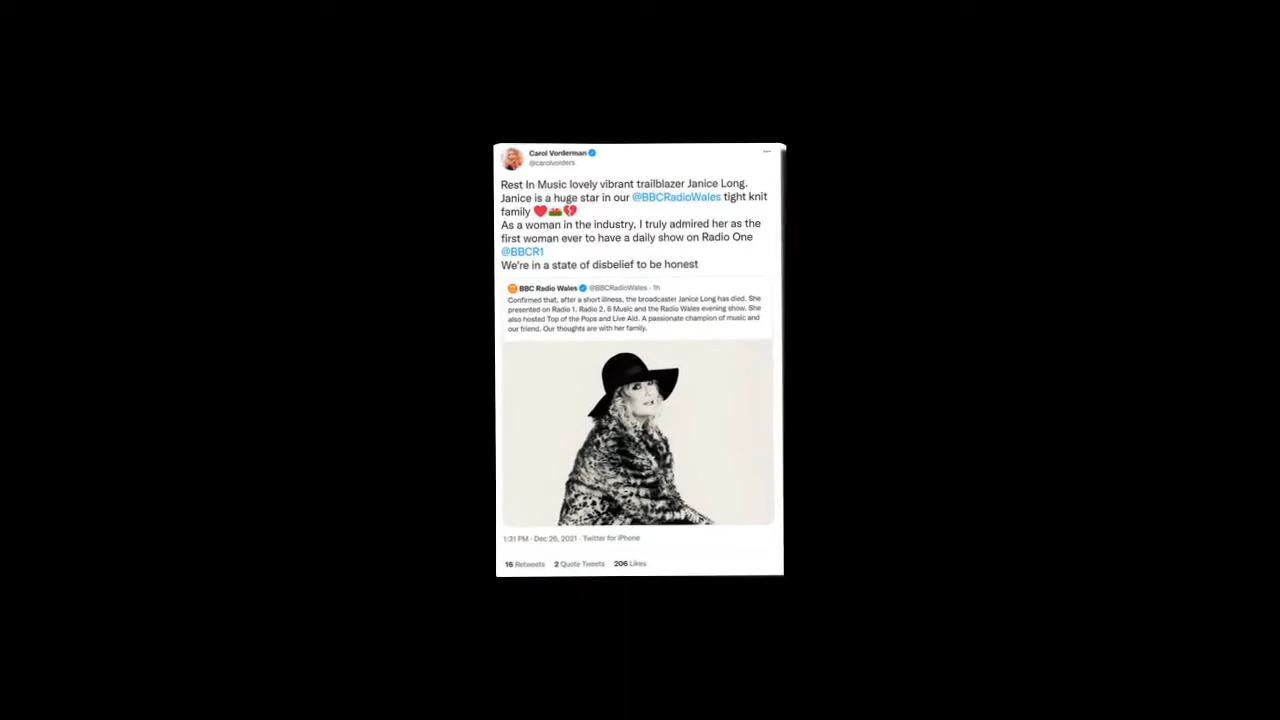 Carol Vorderman
@carolvorders
Rest In Music lovely vibrant trailblazer Janice Long.
Janice is a huge star in our @BBCRadioWales tight knit
family ❤️🏴󠁧󠁢󠁷󠁬󠁳󠁿💔
As a woman in the industry, I truly admired her as the
first woman ever to have a daily show on Radio One
@BBCR1
We're in a state of disbelief to be honest
BBC Radio Wales @BBCRadioWales · 1h
Confirmed that, after a short illness, the broadcaster Janice Long has died. She
presented on Radio 1, Radio 2, 6 Music and the Radio Wales evening show. She
also hosted Top of the Pops and Live Aid. A passionate champion of music and
our friend. Our thoughts are with her family.
1:31 PM · Dec 26, 2021 · Twitter for iPhone
16 Retweets 2 Quote Tweets 206 Likes